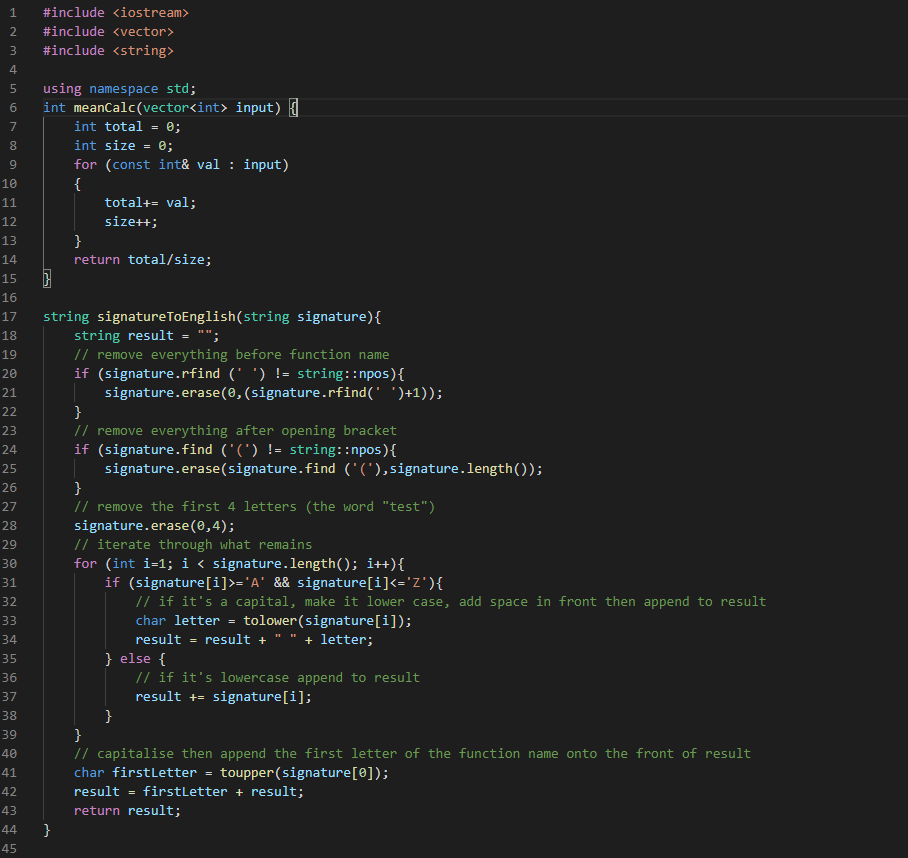 1 #include <iostream>
2 #include <vector>
3 #include <string>
4
5 using namespace std;
6 int meanCalc(vector<int> input) {
7     int total = 0;
8     int size = 0;
9     for (const int& val : input)
10     {
11         total+= val;
12         size++;
13     }
14     return total/size;
15 }
16
17 string signatureToEnglish(string signature){
18     string result = "";
19     // remove everything before function name
20     if (signature.rfind (' ') != string::npos){
21         signature.erase(0,(signature.rfind(' ')+1));
22     }
23     // remove everything after opening bracket
24     if (signature.find ('(') != string::npos){
25         signature.erase(signature.find ('('),signature.length());
26     }
27     // remove the first 4 letters (the word "test")
28     signature.erase(0,4);
29     // iterate through what remains
30     for (int i=1; i < signature.length(); i++){
31         if (signature[i]>='A' && signature[i]<='Z'){
32             // if it's a capital, make it lower case, add space in front then append to result
33             char letter = tolower(signature[i]);
34             result = result + " " + letter;
35         } else {
36             // if it's lowercase append to result
37             result += signature[i];
38         }
39     }
40     // capitalise then append the first letter of the function name onto the front of result
41     char firstLetter = toupper(signature[0]);
42     result = firstLetter + result;
43     return result;
44 }
45